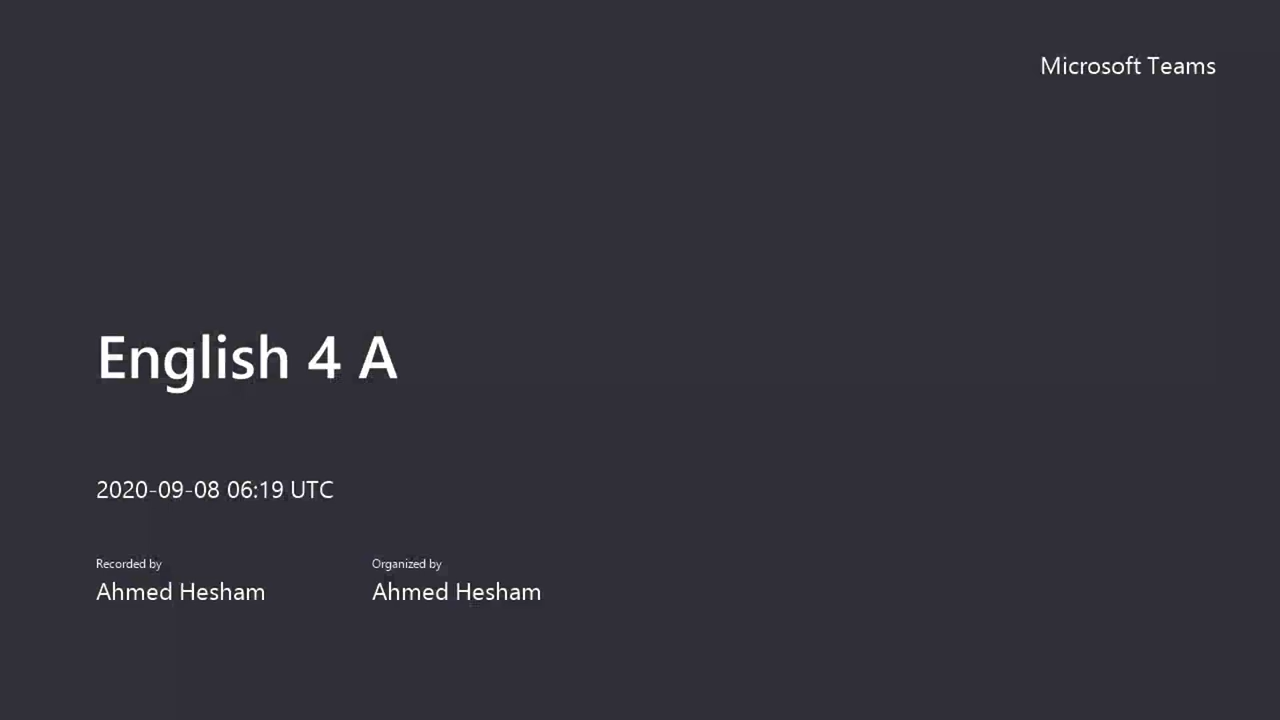 Microsoft Teams
English 4 A
2020-09-08 06:19 UTC
Recorded by
Ahmed Hesham
Organized by
Ahmed Hesham